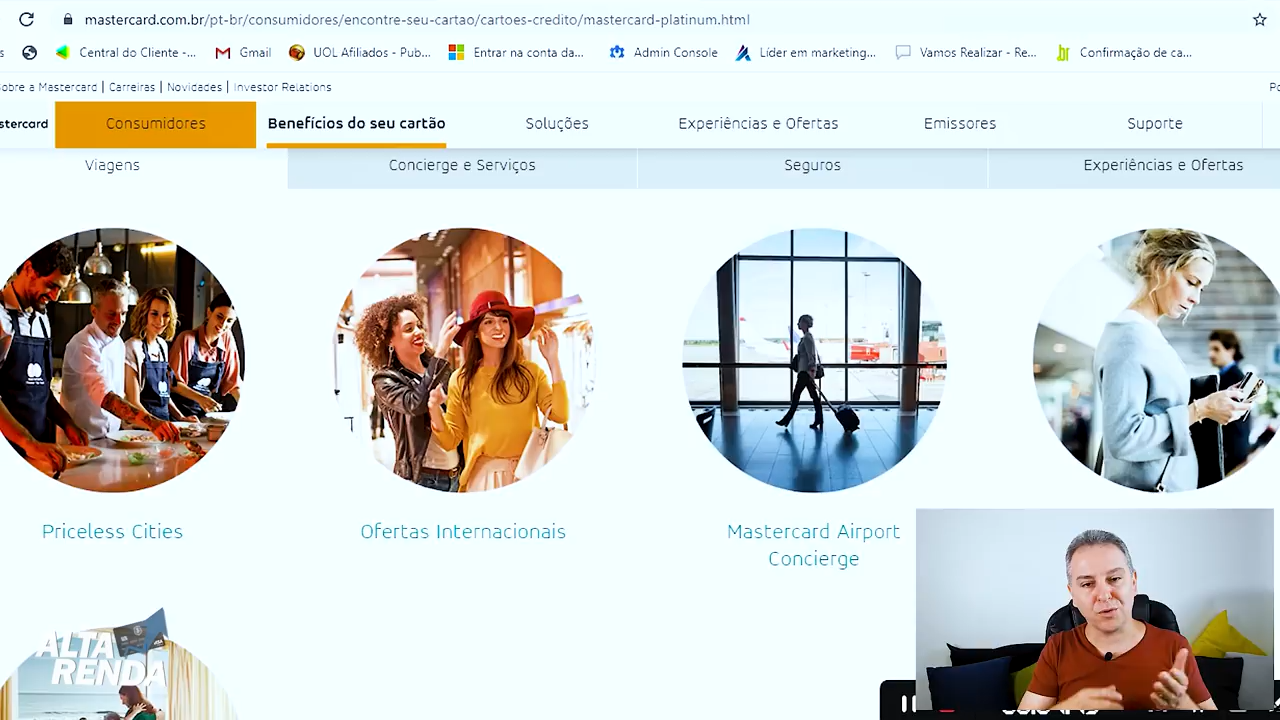 mastercard.com.br/pt-br/consumidores/encontre-seu-cartao/cartoes-credito/mastercard-platinum.html
s Central do Cliente -... Gmail UOL Afiliados - Pub... Entrar na conta da... Admin Console Líder em marketing... Vamos Realizar - Re... Confirmação de ca...
obre a Mastercard | Carreiras | Novidades | Investor Relations Po
stercard Consumidores Benefícios do seu cartão Soluções Experiências e Ofertas Emissores Suporte
Viagens Concierge e Serviços Seguros Experiências e Ofertas
Priceless Cities Ofertas Internacionais Mastercard Airport
Concierge
ALTA
RENDA